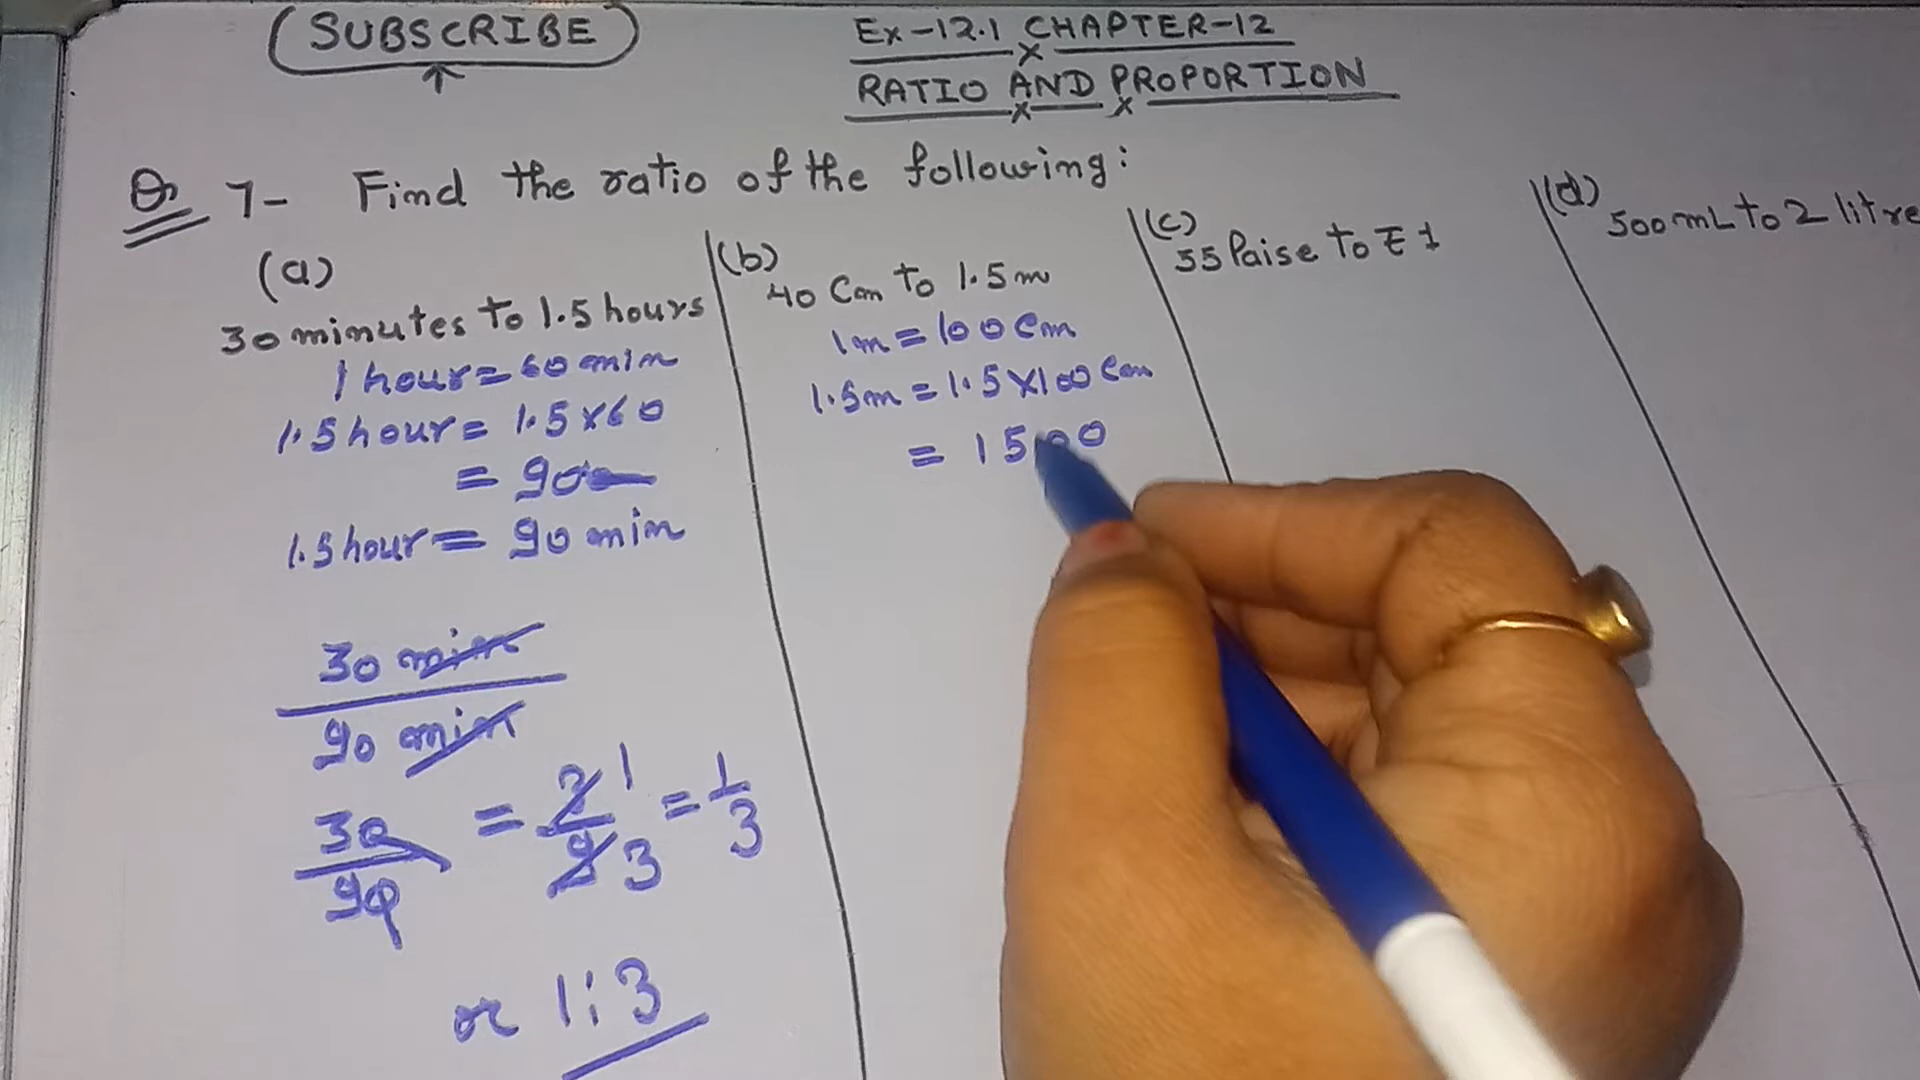 SUBSCRIBE
Ex-12.1 CHAPTER-12
RATIO AND PROPORTION
Q 7- Find the ratio of the following:
(a)
30 minutes to 1.5 hours
1 hour = 60 min
1.5 hour = 1.5 × 60
= 90
1.5 hour = 90 min
30 min
90 min
30
90
= 1
3
= 1
3
or 1:3
(b)
40 Cm to 1.5 m
1m = 100 Cm
1.5m = 1.5×100 Cm
= 1500
(c)
55 Paise to ₹ 1
(d)
500 mL to 2 litre